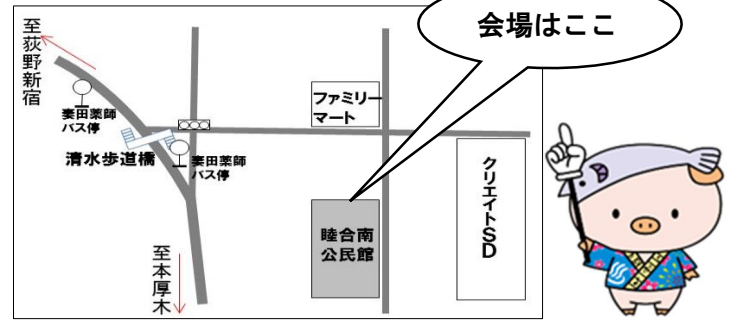 会場はここ
至荻野新宿
妻田薬師
バス停
清水歩道橋
妻田薬師
バス停
ファミリー
マート
睦合南
公民館
クリエイトSD
至本厚木